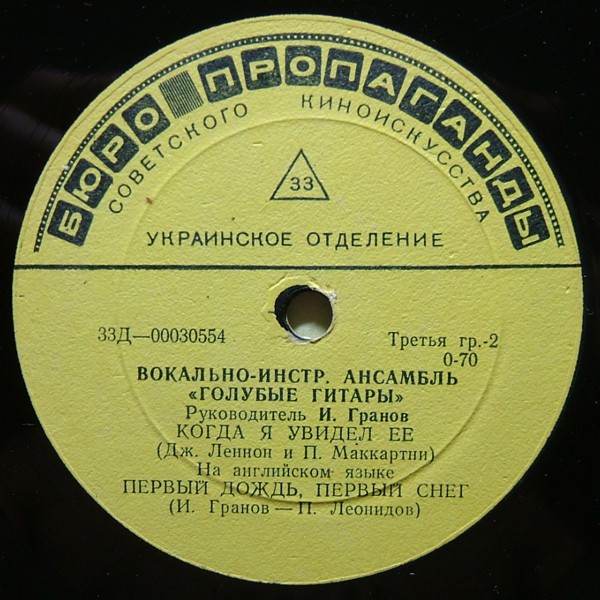 БЮРО ПРОПАГАНДЫ
СОВЕТСКОГО КИНОИСКУССТВА
33
УКРАИНСКОЕ ОТДЕЛЕНИЕ
33Д—00030554
Третья гр.-2
0-70
ВОКАЛЬНО-ИНСТР. АНСАМБЛЬ
«ГОЛУБЫЕ ГИТАРЫ»
Руководитель И. Гранов
КОГДА Я УВИДЕЛ ЕЕ
(Дж. Леннон и П. Маккартни)
На английском языке
ПЕРВЫЙ ДОЖДЬ, ПЕРВЫЙ СНЕГ
(И. Гранов — П. Леонидов)